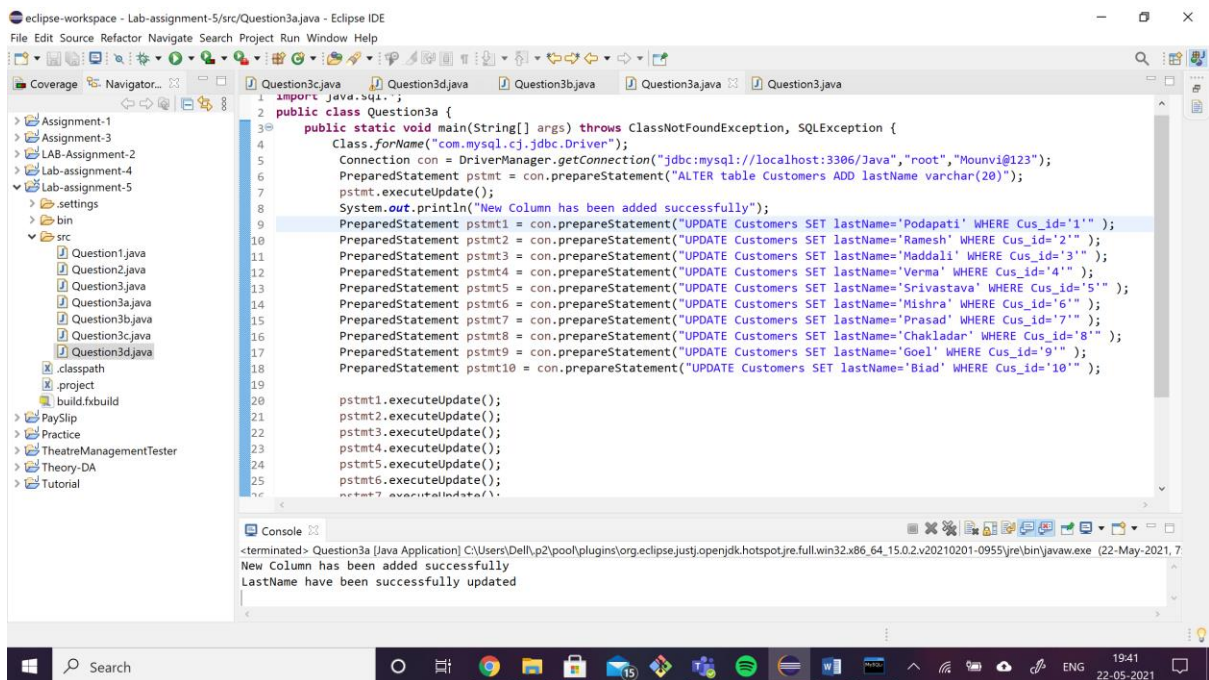 eclipse-workspace - Lab-assignment-5/src/Question3a.java - Eclipse IDE
File Edit Source Refactor Navigate Search Project Run Window Help
Coverage Navigator...
Question3c.java Question3d.java Question3b.java Question3a.java Question3.java
Assignment-1
Assignment-3
LAB-Assignment-2
Lab-assignment-4
Lab-assignment-5
.settings
bin
src
Question1.java
Question2.java
Question3.java
Question3a.java
Question3b.java
Question3c.java
Question3d.java
.classpath
.project
build.fxbuild
PaySlip
Practice
TheatreManagementTester
Theory-DA
Tutorial
1 import java.sql.*;
2 public class Question3a {
3 public static void main(String[] args) throws ClassNotFoundException, SQLException {
4 Class.forName("com.mysql.cj.jdbc.Driver");
5 Connection con = DriverManager.getConnection("jdbc:mysql://localhost:3306/Java","root","Mounvi@123");
6 PreparedStatement pstmt = con.prepareStatement("ALTER table Customers ADD lastName varchar(20)");
7 pstmt.executeUpdate();
8 System.out.println("New Column has been added successfully");
9 PreparedStatement pstmt1 = con.prepareStatement("UPDATE Customers SET lastName='Podapati' WHERE Cus_id='1'" );
10 PreparedStatement pstmt2 = con.prepareStatement("UPDATE Customers SET lastName='Ramesh' WHERE Cus_id='2'" );
11 PreparedStatement pstmt3 = con.prepareStatement("UPDATE Customers SET lastName='Maddali' WHERE Cus_id='3'" );
12 PreparedStatement pstmt4 = con.prepareStatement("UPDATE Customers SET lastName='Verma' WHERE Cus_id='4'" );
13 PreparedStatement pstmt5 = con.prepareStatement("UPDATE Customers SET lastName='Srivastava' WHERE Cus_id='5'" );
14 PreparedStatement pstmt6 = con.prepareStatement("UPDATE Customers SET lastName='Mishra' WHERE Cus_id='6'" );
15 PreparedStatement pstmt7 = con.prepareStatement("UPDATE Customers SET lastName='Prasad' WHERE Cus_id='7'" );
16 PreparedStatement pstmt8 = con.prepareStatement("UPDATE Customers SET lastName='Chakladar' WHERE Cus_id='8'" );
17 PreparedStatement pstmt9 = con.prepareStatement("UPDATE Customers SET lastName='Goel' WHERE Cus_id='9'" );
18 PreparedStatement pstmt10 = con.prepareStatement("UPDATE Customers SET lastName='Biad' WHERE Cus_id='10'" );
19
20 pstmt1.executeUpdate();
21 pstmt2.executeUpdate();
22 pstmt3.executeUpdate();
23 pstmt4.executeUpdate();
24 pstmt5.executeUpdate();
25 pstmt6.executeUpdate();
26 pstmt7.executeUpdate();
Console
<terminated> Question3a [Java Application] C:\Users\Dell\.p2\pool\plugins\org.eclipse.justj.openjdk.hotspot.jre.full.win32.x86_64_15.0.2.v20210201-0955\jre\bin\javaw.exe (22-May-2021, 7:
New Column has been added successfully
LastName have been successfully updated
Search
15
ENG
19:41
22-05-2021